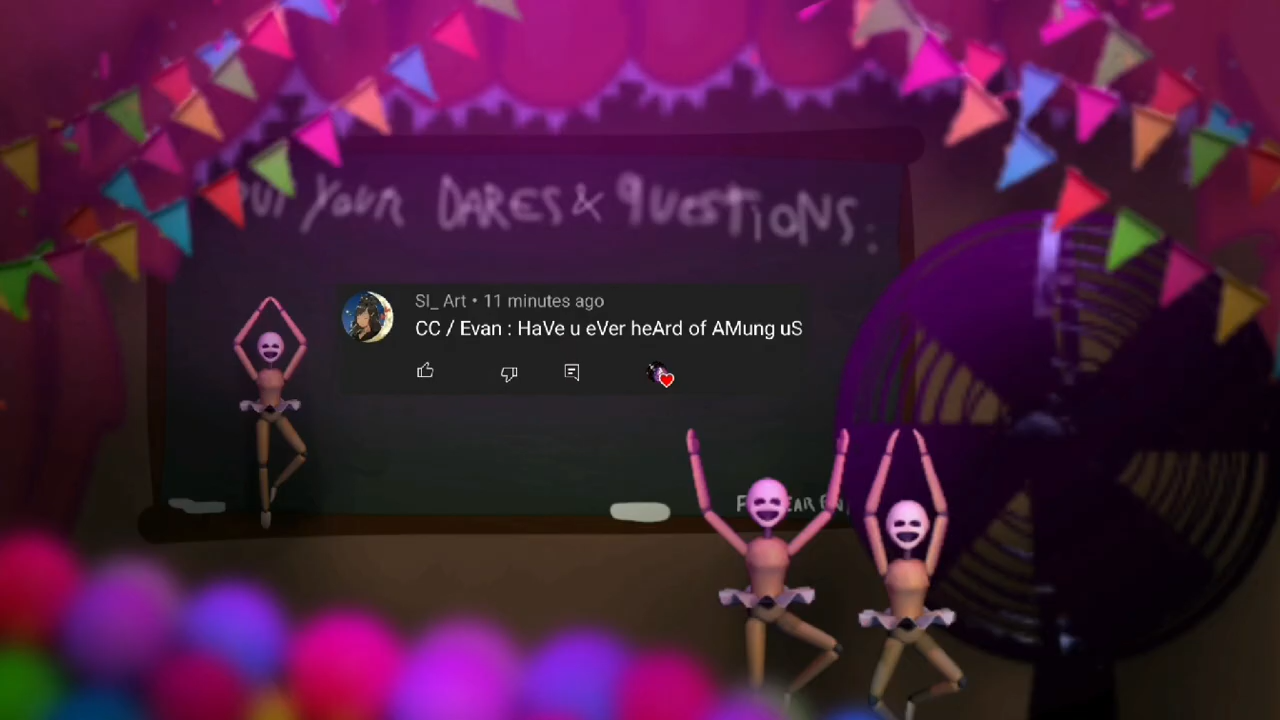 YOUR DARES & QUESTIONS:
SI_ Art • 11 minutes ago
CC / Evan : HaVe u eVer heArd of AMung uS